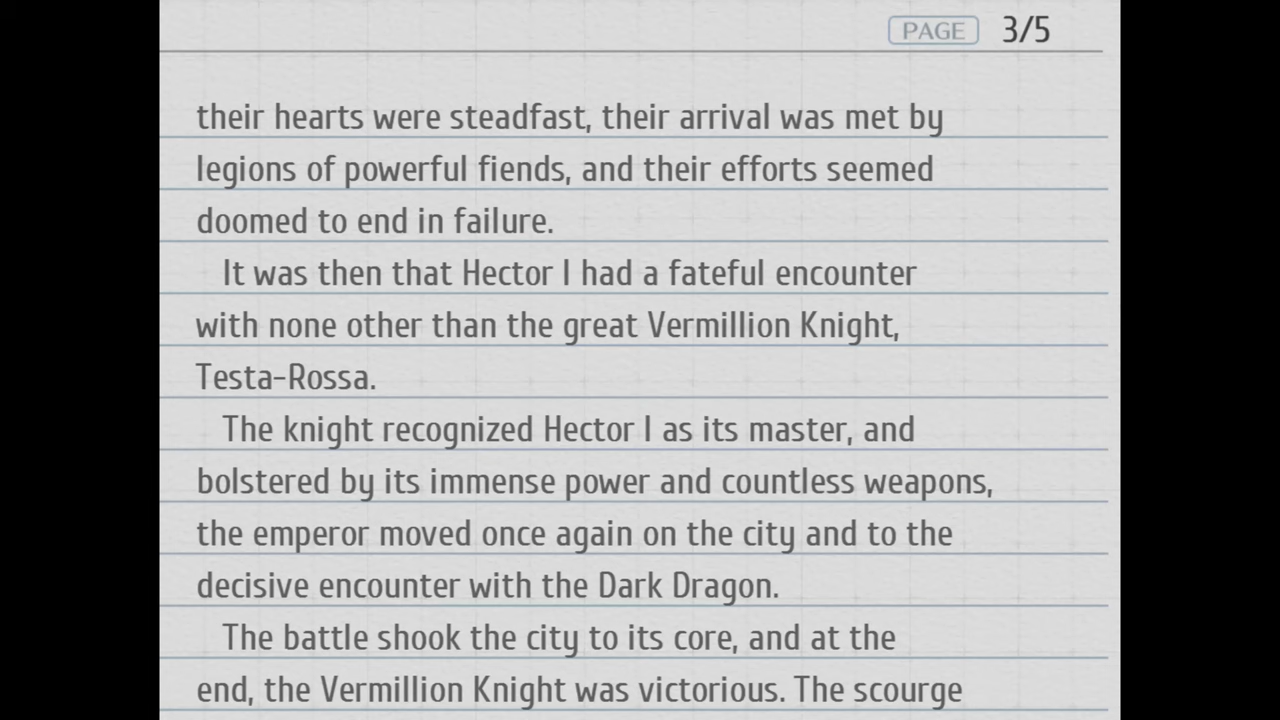 PAGE 3/5
their hearts were steadfast, their arrival was met by
legions of powerful fiends, and their efforts seemed
doomed to end in failure.
It was then that Hector I had a fateful encounter
with none other than the great Vermillion Knight,
Testa-Rossa.
The knight recognized Hector I as its master, and
bolstered by its immense power and countless weapons,
the emperor moved once again on the city and to the
decisive encounter with the Dark Dragon.
The battle shook the city to its core, and at the
end, the Vermillion Knight was victorious. The scourge